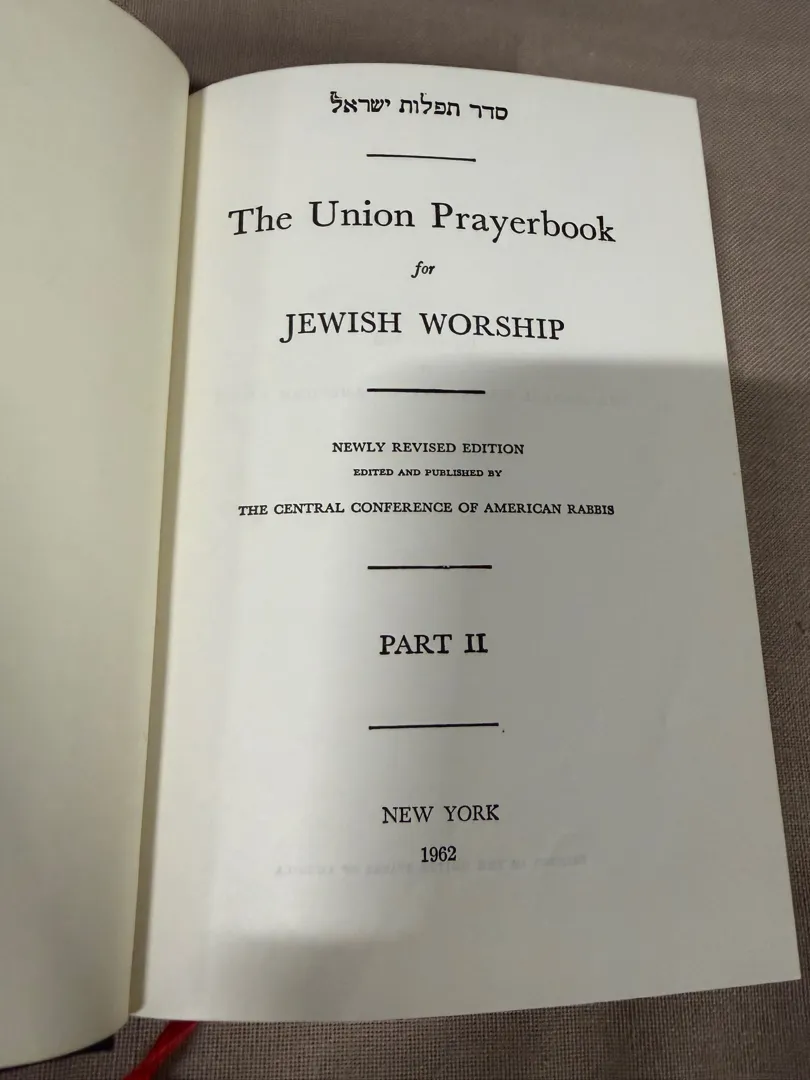 סדר תפלות ישראל
The Union Prayerbook
for
JEWISH WORSHIP
NEWLY REVISED EDITION
EDITED AND PUBLISHED BY
THE CENTRAL CONFERENCE OF AMERICAN RABBIS
PART II
NEW YORK
1962